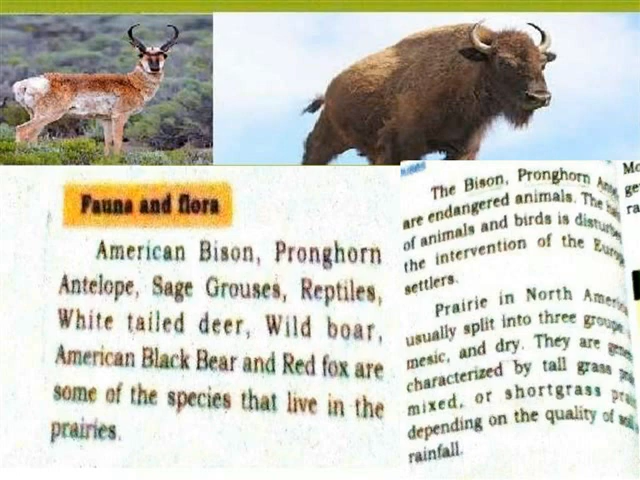 Fauna and flora
American Bison, Pronghorn
Antelope, Sage Grouses, Reptiles,
White tailed deer, Wild boar,
American Black Bear and Red fox are
some of the species that live in the
prairies.
The Bison, Pronghorn
are endangered animals. The
of animals and birds is
the intervention of the
settlers.
Prairie in North
usually split into three
mesic, and dry. They are
characterized by tall grass
mixed, or shortgrass
depending on the quality of
rainfall.